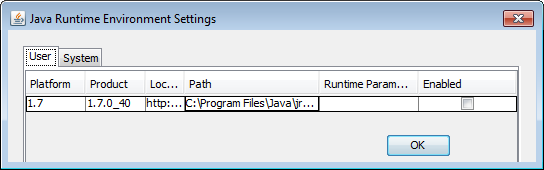 Java Runtime Environment Settings
User System
Platform Product Loc... Path Runtime Param... Enabled
1.7 1.7.0_40 http:... C:\Program Files\Java\jr...
OK